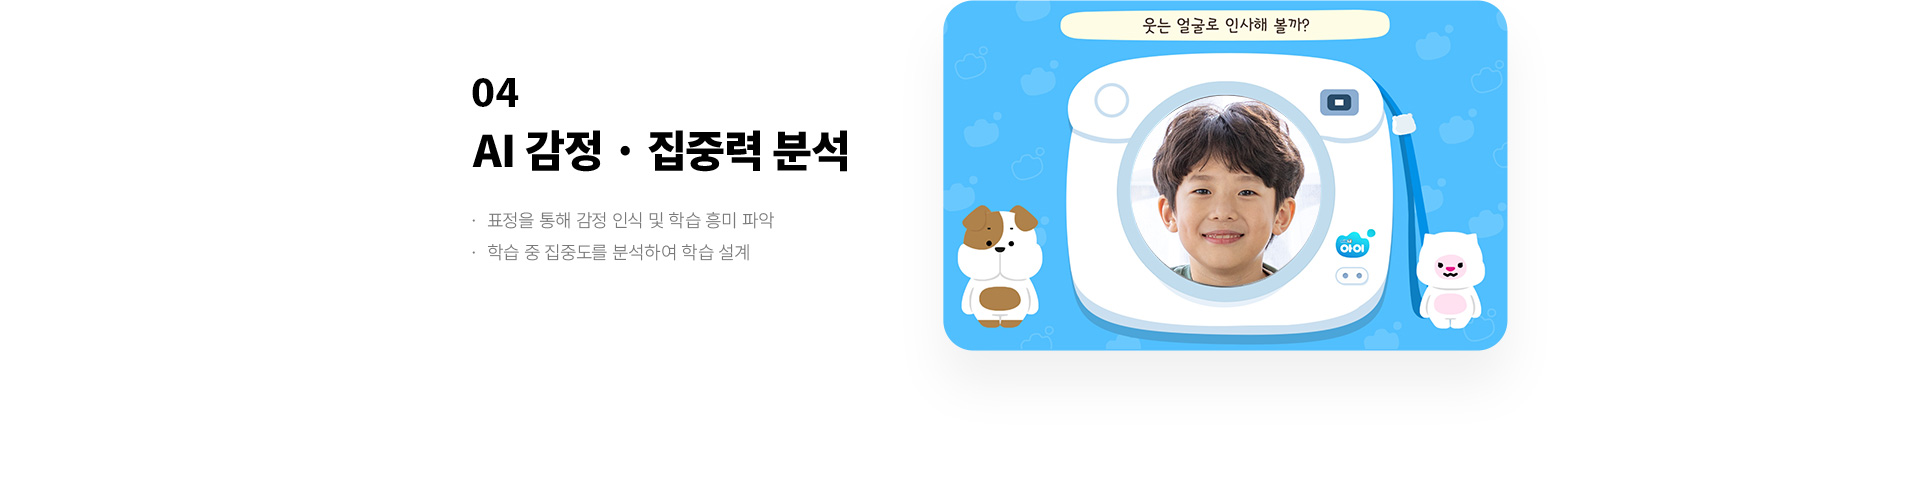 웃는 얼굴로 인사해 볼까?
04
AI 감정 · 집중력 분석
· 표정을 통해 감정 인식 및 학습 흥미 파악
· 학습 중 집중도를 분석하여 학습 설계
아이